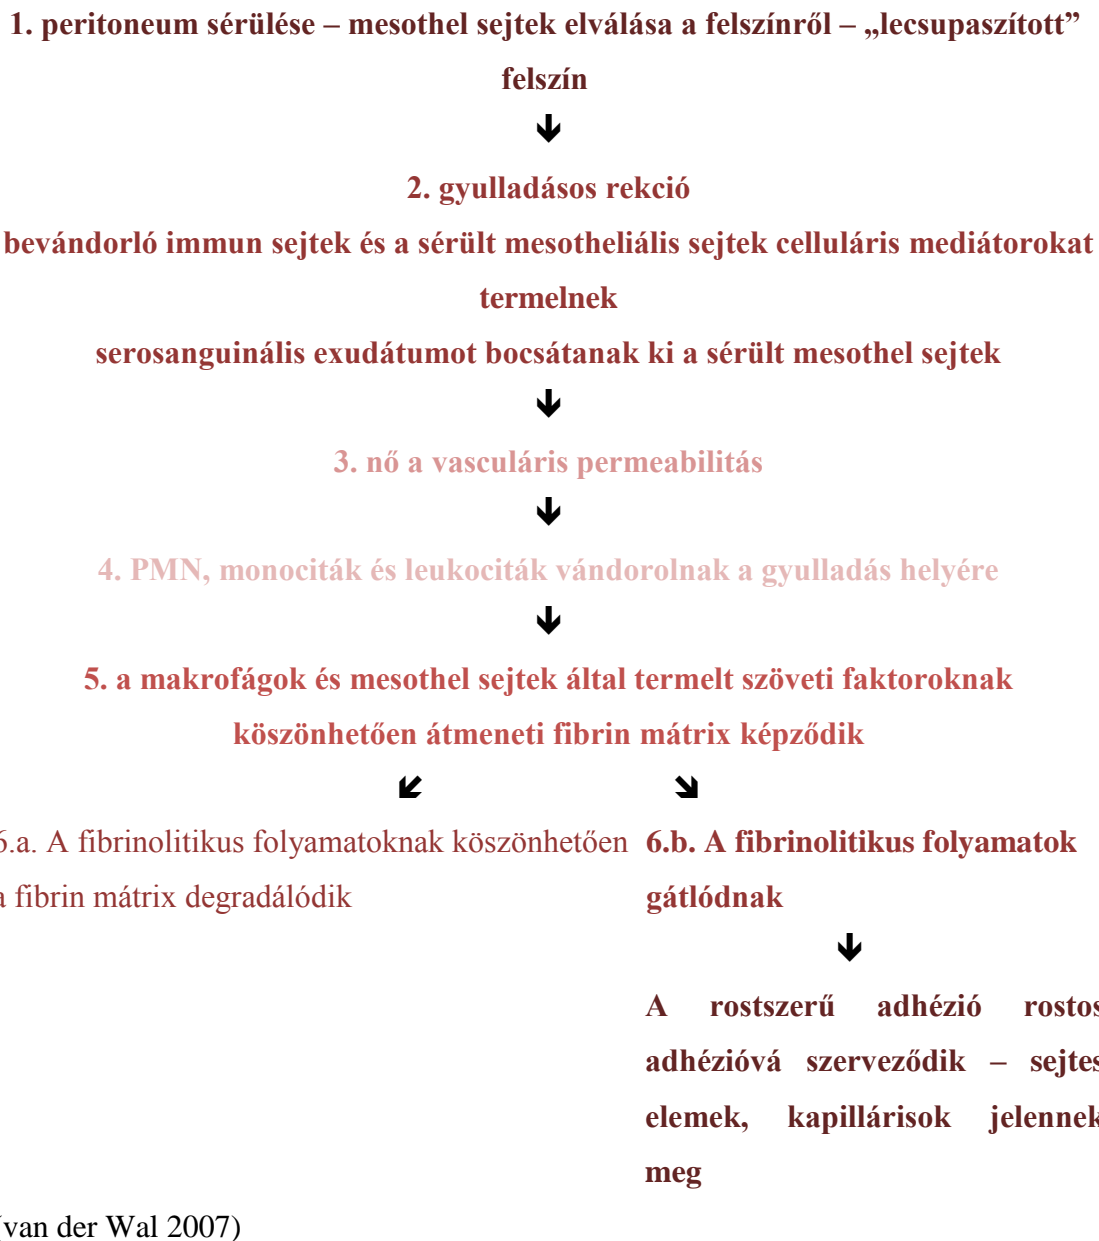 1. peritoneum sérülése – mesothel sejtek elválása a felszínről – „lecsupaszított”
felszín
2. gyulladásos rekció
bevándorló immun sejtek és a sérült mesotheliális sejtek celluláris mediátorokat
termelnek
serosanguinális exudátumot bocsátanak ki a sérült mesothel sejtek
3. nő a vasculáris permeabilitás
4. PMN, monociták és leukociták vándorolnak a gyulladás helyére
5. a makrofágok és mesothel sejtek által termelt szöveti faktoroknak
köszönhetően átmeneti fibrin mátrix képződik
6.a. A fibrinolitikus folyamatoknak köszönhetően
a fibrin mátrix degradálódik
6.b. A fibrinolitikus folyamatok
gátlódnak
A rostszerű adhézió rostos
adhézióvá szerveződik – sejtes
elemek, kapillárisok jelennek
meg
(van der Wal 2007)